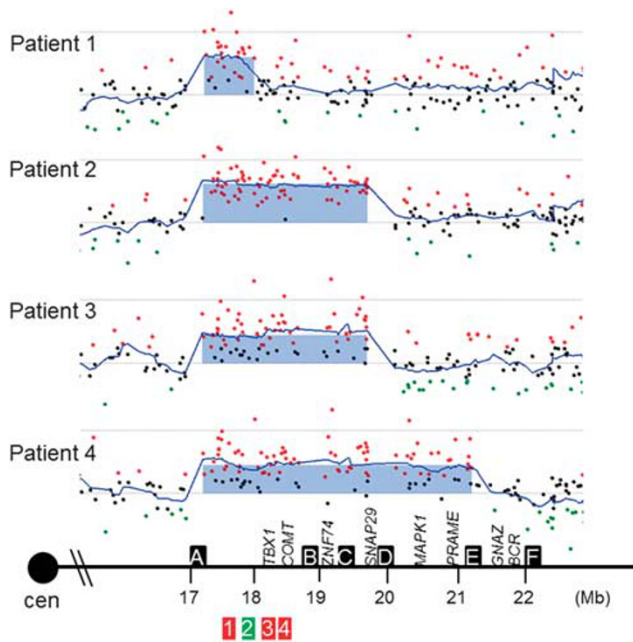 Patient 1
Patient 2
Patient 3
Patient 4
TBX1 COMT ZNF74 SNAP29 MAPK1 PRAME GNAZ BCR
A B C D E F
cen 17 18 19 20 21 22 (Mb)
1 2 3 4